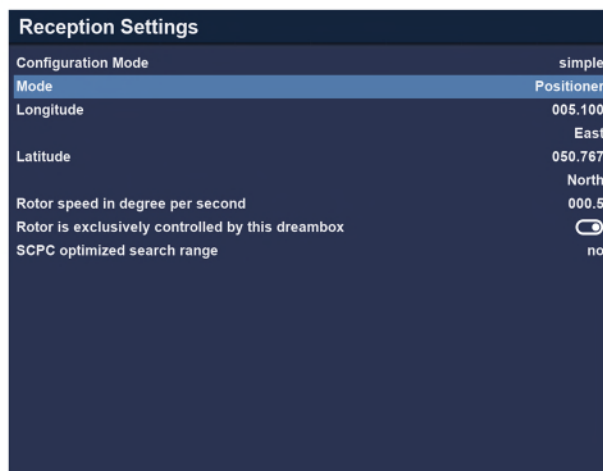 Reception Settings
Configuration Mode simple
Mode Positioner
Longitude 005.100
East
Latitude 050.767
North
Rotor speed in degree per second 000.5
Rotor is exclusively controlled by this dreambox
SCPC optimized search range no